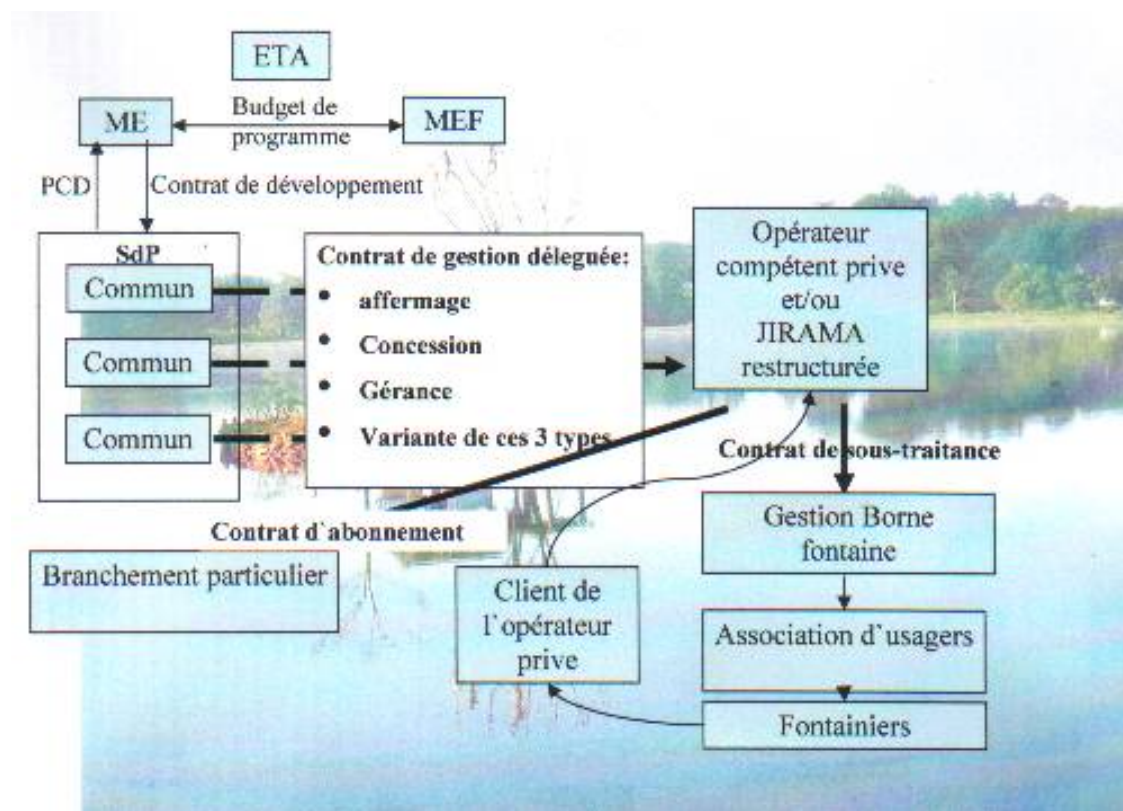 ETA
ME
Budget de
programme
MEF
PCD
Contrat de développement
SdP
Commun
Commun
Commun
Contrat de gestion déleguée:
• affermage
• Concession
• Gérance
• Variante de ces 3 types
Opérateur
compétent prive
et/ou
JIRAMA
restructurée
Contrat de sous-traitance
Contrat d`abonnement
Branchement particulier
Client de
l`opérateur
prive
Gestion Borne
fontaine
Association d`usagers
Fontainiers